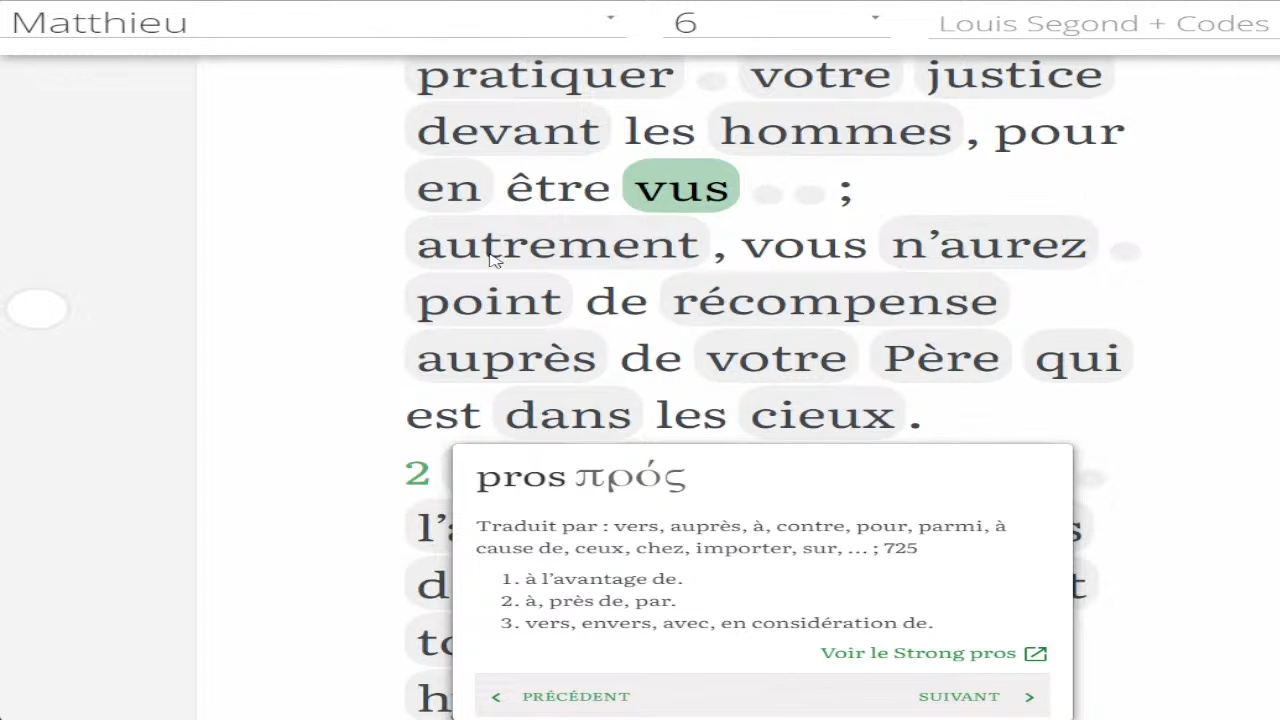 Matthieu 6 Louis Segond + Codes
pratiquer votre justice
devant les hommes, pour
en être vus ;
autrement, vous n’aurez
point de récompense
auprès de votre Père qui
est dans les cieux.
2
pros πρός
Traduit par : vers, auprès, à, contre, pour, parmi, à
cause de, ceux, chez, importer, sur, ... ; 725
1. à l’avantage de.
2. à, près de, par.
3. vers, envers, avec, en considération de.
Voir le Strong pros
< PRÉCÉDENT SUIVANT >